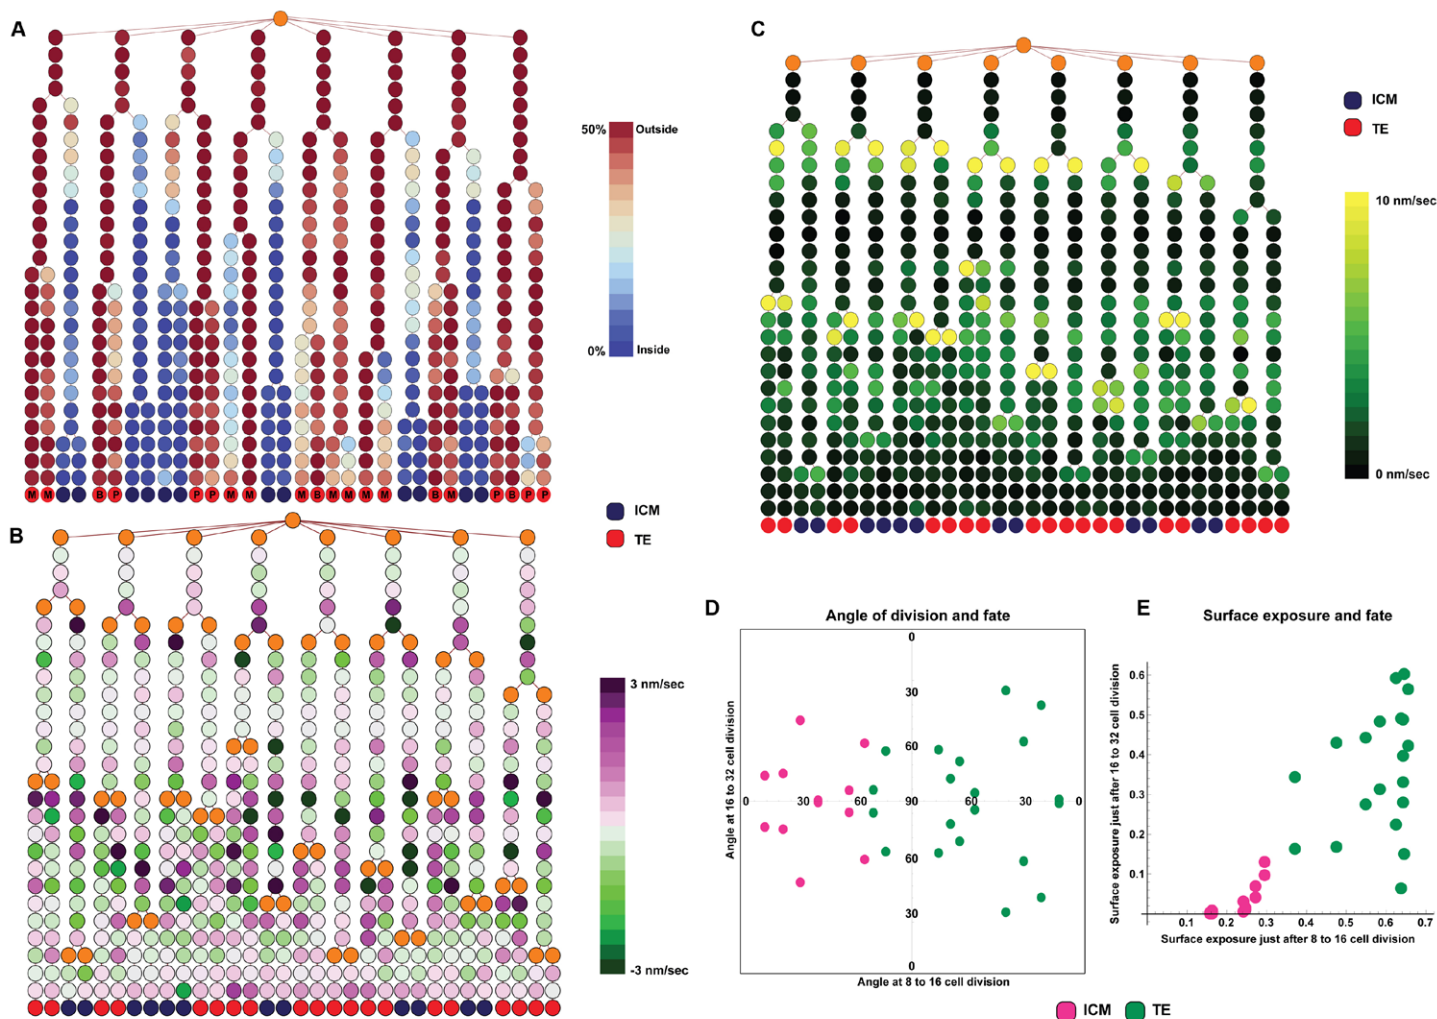 A
50%
Outside
0%
Inside
M M B P P P M M M B M M M M B M P B P P
ICM
TE
B
3 nm/sec
-3 nm/sec
C
ICM
TE
10 nm/sec
0 nm/sec
D
Angle of division and fate
Angle at 16 to 32 cell division
0
30
60
0 30 60 90 60 30 0
60
30
0
Angle at 8 to 16 cell division
E
Surface exposure and fate
Surface exposure just after 16 to 32 cell division
0.6
0.5
0.4
0.3
0.2
0.1
0.1 0.2 0.3 0.4 0.5 0.6 0.7
Surface exposure just after 8 to 16 cell division
ICM TE